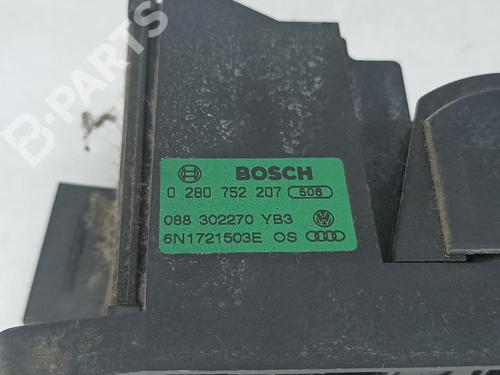 B-PARTS
BOSCH
0 280 752 207 506
088 302270 YB3
6N1721503E OS